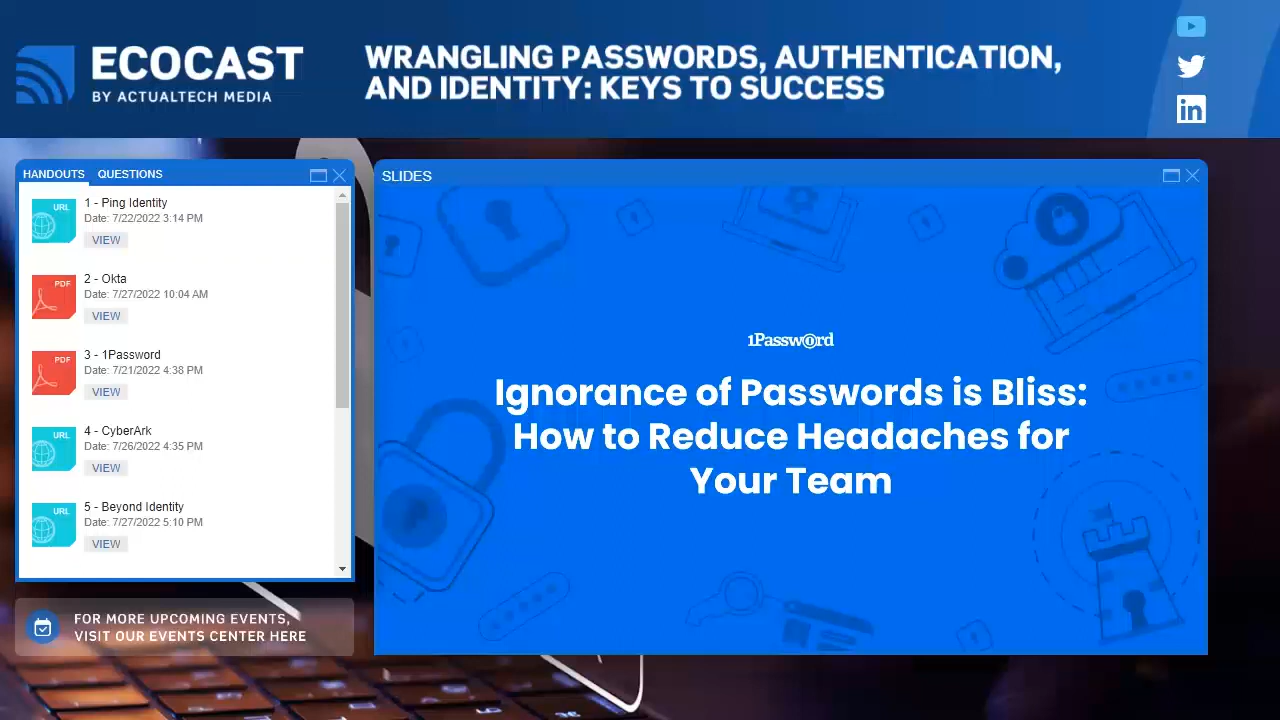 ECOCAST
BY ACTUALTECH MEDIA
WRANGLING PASSWORDS, AUTHENTICATION,
AND IDENTITY: KEYS TO SUCCESS
in
HANDOUTS QUESTIONS
URL
1 - Ping Identity
Date: 7/22/2022 3:14 PM
VIEW
PDF
2 - Okta
Date: 7/27/2022 10:04 AM
VIEW
PDF
3 - 1Password
Date: 7/21/2022 4:38 PM
VIEW
URL
4 - CyberArk
Date: 7/26/2022 4:35 PM
VIEW
URL
5 - Beyond Identity
Date: 7/27/2022 5:10 PM
VIEW
FOR MORE UPCOMING EVENTS,
VISIT OUR EVENTS CENTER HERE
SLIDES
1Password
Ignorance of Passwords is Bliss:
How to Reduce Headaches for
Your Team